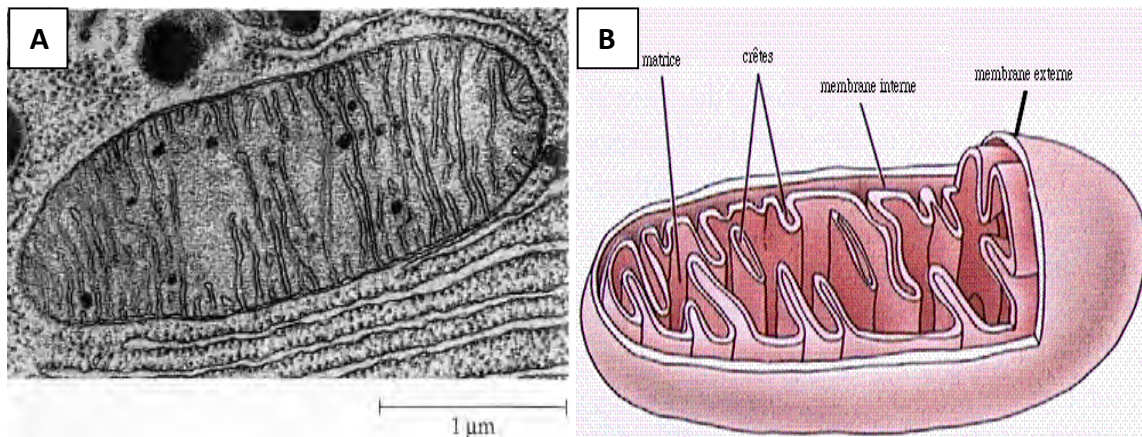 A
1 µm
B
matrice
crêtes
membrane interne
membrane externe